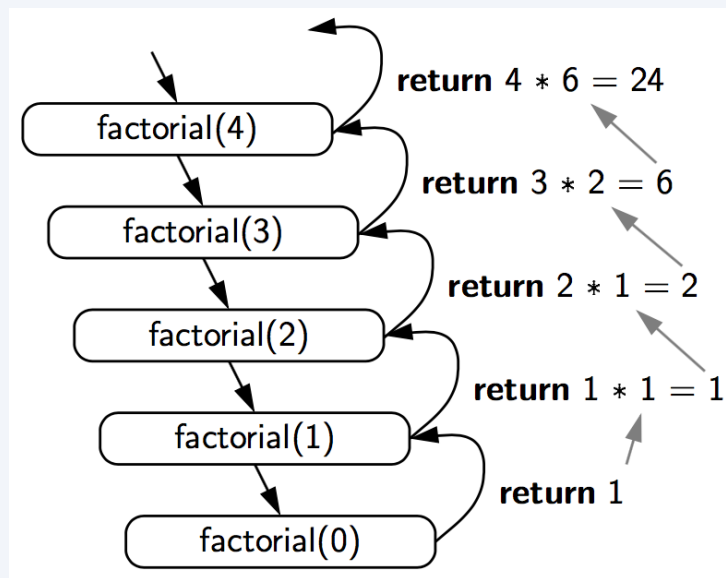 return 4 * 6 = 24
factorial(4)
return 3 * 2 = 6
factorial(3)
return 2 * 1 = 2
factorial(2)
return 1 * 1 = 1
factorial(1)
return 1
factorial(0)